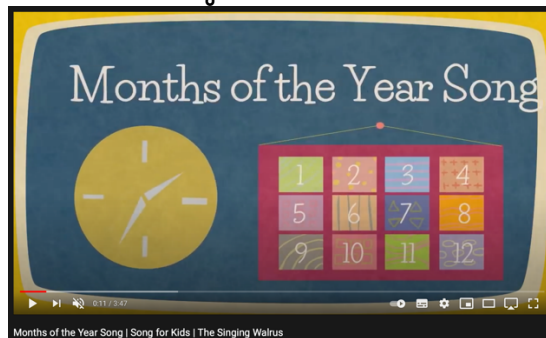 Months of the Year Song
1 2 3 4
5 6 7 8
9 10 11 12
0:11 / 3:47
Months of the Year Song | Song for Kids | The Singing Walrus